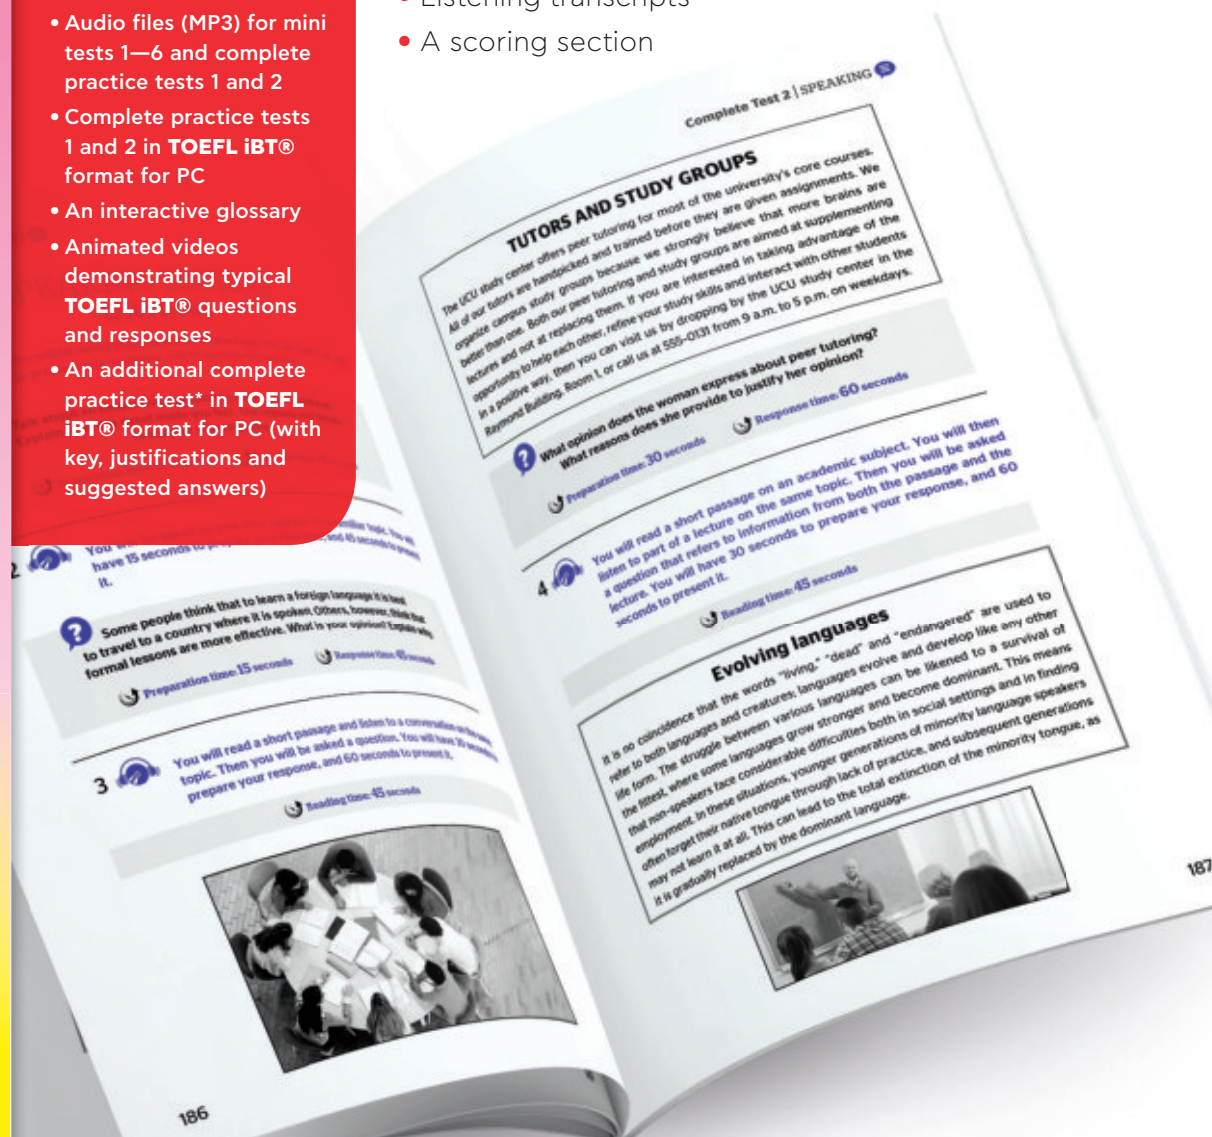 • Audio files (MP3) for mini
tests 1—6 and complete
practice tests 1 and 2
• Complete practice tests
1 and 2 in TOEFL iBT®
format for PC
• An interactive glossary
• Animated videos
demonstrating typical
TOEFL iBT® questions
and responses
• An additional complete
practice test* in TOEFL
iBT® format for PC (with
key, justifications and
suggested answers)
• Listening transcripts
• A scoring section
2
You
have 15 seconds to
and 45 seconds to present
it.
Some people think that to learn a foreign language it is best
to travel to a country where it is spoken. Others, however, think that
formal lessons are more effective. What is your opinion? Explain why.
Preparation time: 15 seconds
Response time: 45 seconds
3
You will read a short passage and listen to a conversation on the same
topic. Then you will be asked a question. You will have 30 seconds to
prepare your response, and 60 seconds to present it.
Reading time: 45 seconds
186
Complete Test 2 | SPEAKING
TUTORS AND STUDY GROUPS
The UCU study center offers peer tutoring for most of the university's core courses.
All of our tutors are handpicked and trained before they are given assignments. We
organize campus study groups because we strongly believe that more brains are
better than one. Both our peer tutoring and study groups are aimed at supplementing
lectures and not at replacing them. If you are interested in taking advantage of the
opportunity to help each other, refine your study skills and interact with other students
in a positive way, then you can visit us by dropping by the UCU study center in the
Raymond Building, Room 1, or call us at 555-0131 from 9 a.m. to 5 p.m. on weekdays.
What opinion does the woman express about peer tutoring?
What reasons does she provide to justify her opinion?
Preparation time: 30 seconds
Response time: 60 seconds
4
You will read a short passage on an academic subject. You will then
listen to part of a lecture on the same topic. Then you will be asked
a question that refers to information from both the passage and the
lecture. You will have 30 seconds to prepare your response, and 60
seconds to present it.
Reading time: 45 seconds
Evolving languages
It is no coincidence that the words "living," "dead" and "endangered" are used to
refer to both languages and creatures; languages evolve and develop like any other
life form. The struggle between various languages can be likened to a survival of
the fittest, where some languages grow stronger and become dominant. This means
that non-speakers face considerable difficulties both in social settings and in finding
employment. In these situations, younger generations of minority language speakers
often forget their native tongue through lack of practice, and subsequent generations
may not learn it at all. This can lead to the total extinction of the minority tongue, as
it is gradually replaced by the dominant language.
187